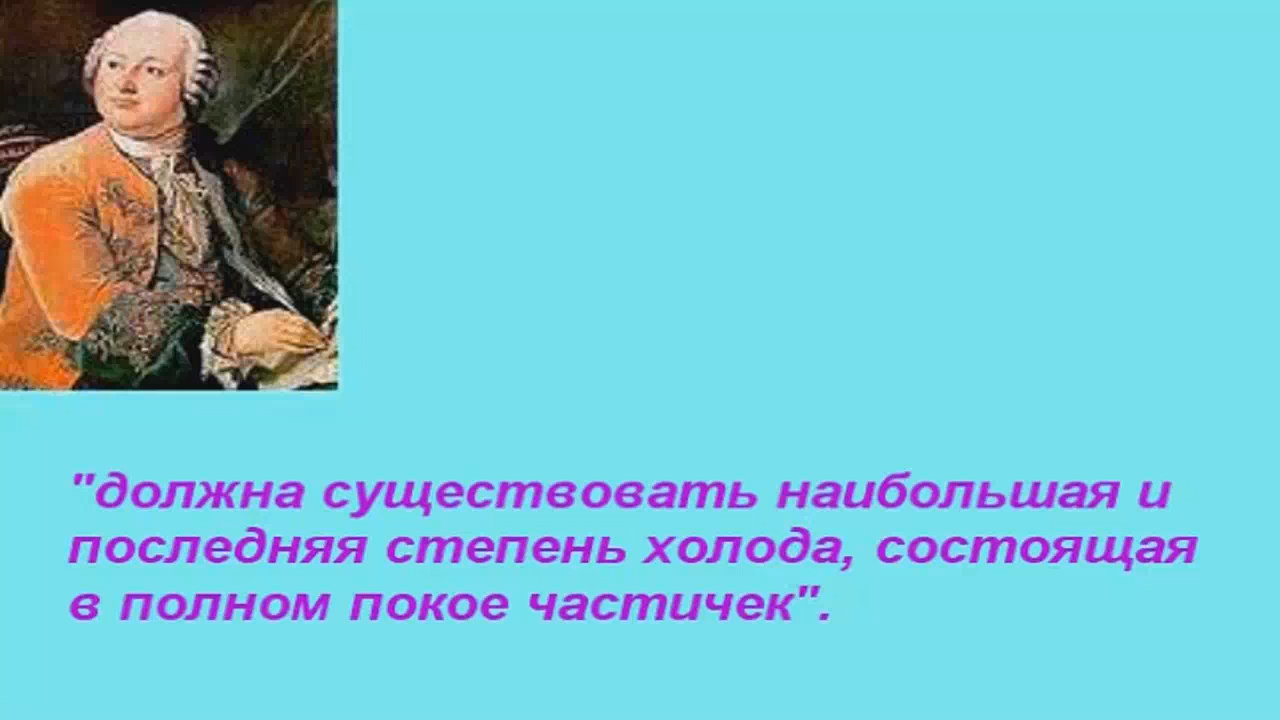 "должна существовать наибольшая и
последняя степень холода, состоящая
в полном покое частичек".